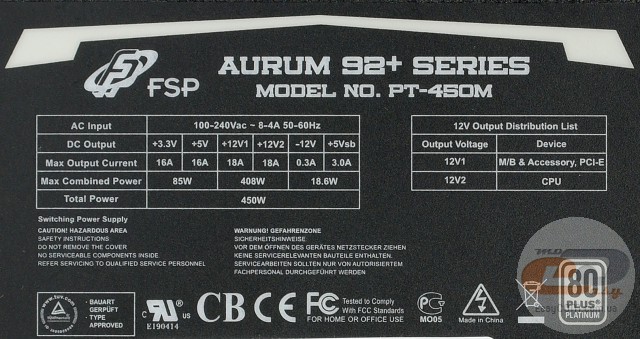 FSP
AURUM 92+ SERIES
MODEL NO. PT-450M
AC Input 100-240Vac ~ 8-4A 50-60Hz
DC Output +3.3V +5V +12V1 +12V2 -12V +5Vsb
Max Output Current 16A 16A 18A 18A 0.3A 3.0A
Max Combined Power 85W 408W 18.6W
Total Power 450W
12V Output Distribution List
Output Voltage Device
12V1 M/B & Accessory, PCI-E
12V2 CPU
Switching Power Supply
CAUTION! HAZARDOUS AREA
SAFETY INSTRUCTIONS
DO NOT REMOVE THE COVER
NO SERVICEABLE COMPONENTS INSIDE
REFER SERVICING TO QUALIFIED SERVICE PERSONNEL
ACHTUNG! GEFAHRENZONE
SICHERHEITSHINWEISE
VOR DEM ÖFFNEN DES GERÄTES NETZSTECKER ZIEHEN
KEINE SERVICERELEVANTEN BAUTEILE ENTHALTEN.
SERVICEARBEITEN SOLLTEN NUR VON AUTORISIERTEM
FACHPERSONAL DURCHGEFÜHRT WERDEN
BAUART
GEPRÜFT
TYPE
APPROVED
c UL US
E190414
CB
CE
FC
Tested to Comply
With FCC Standards
FOR HOME OR OFFICE USE
MO05
Made in China
80
PLUS
PLATINUM